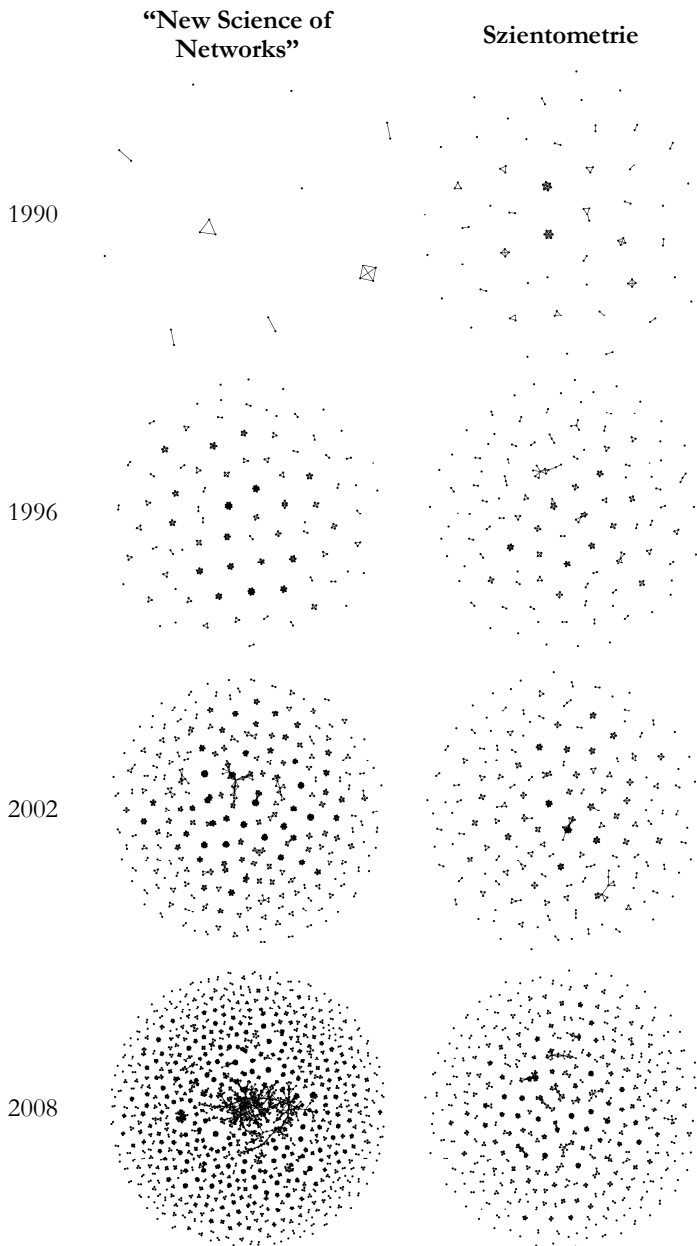 “New Science of
Networks”
Szientometrie
1990
1996
2002
2008